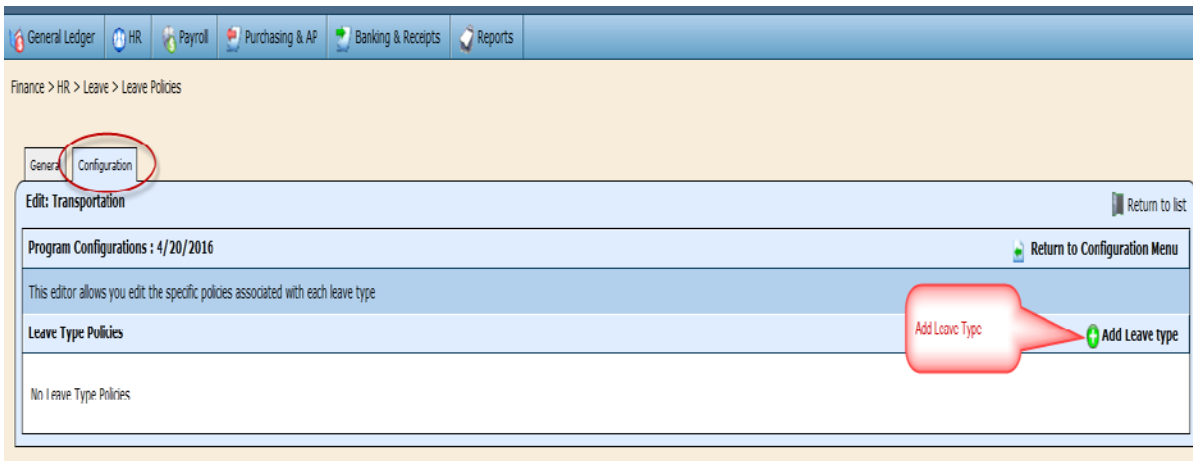 General Ledger HR Payroll Purchasing & AP Banking & Receipts Reports
Finance > HR > Leave > Leave Policies
General Configuration
Edit: Transportation Return to list
Program Configurations : 4/20/2016 Return to Configuration Menu
This editor allows you edit the specific policies associated with each leave type
Leave Type Policies Add Leave Type Add Leave type
No Leave Type Policies